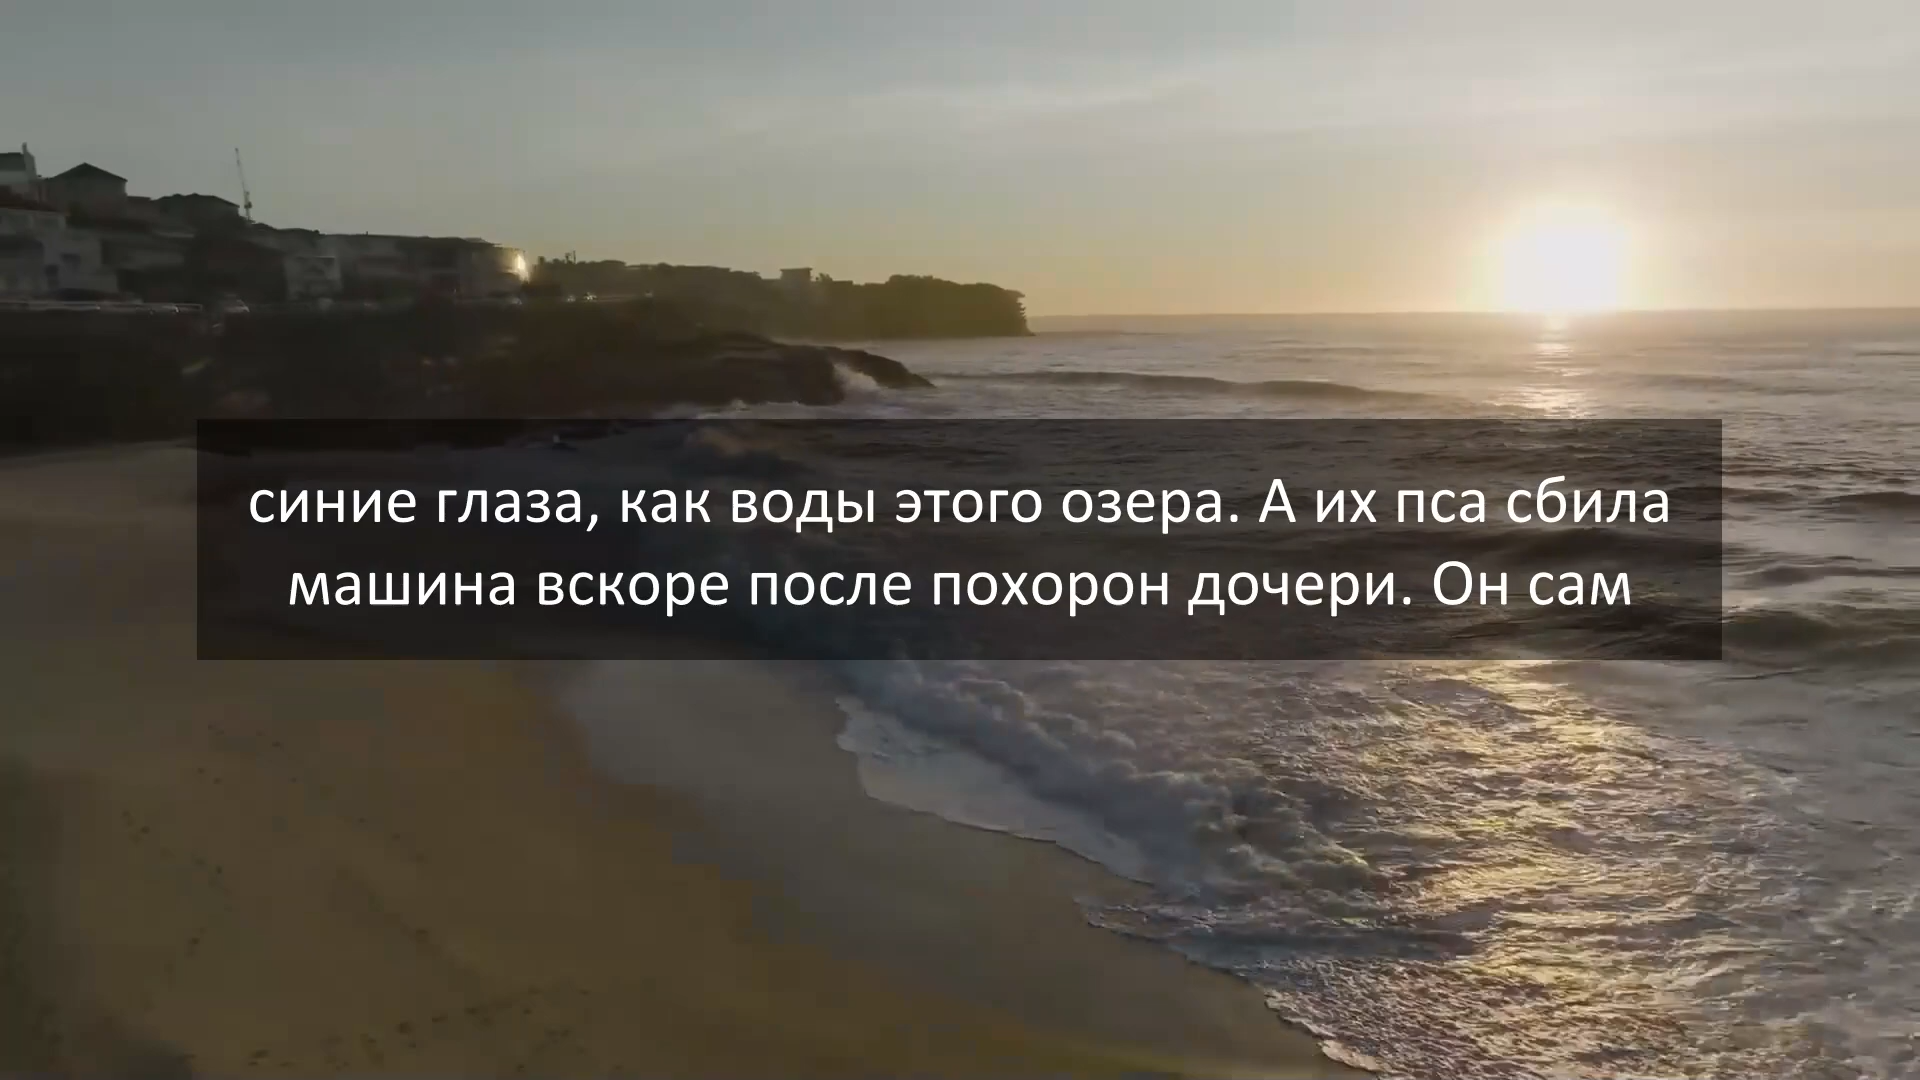 синие глаза, как воды этого озера. А их пса сбила
машина вскоре после похорон дочери. Он сам